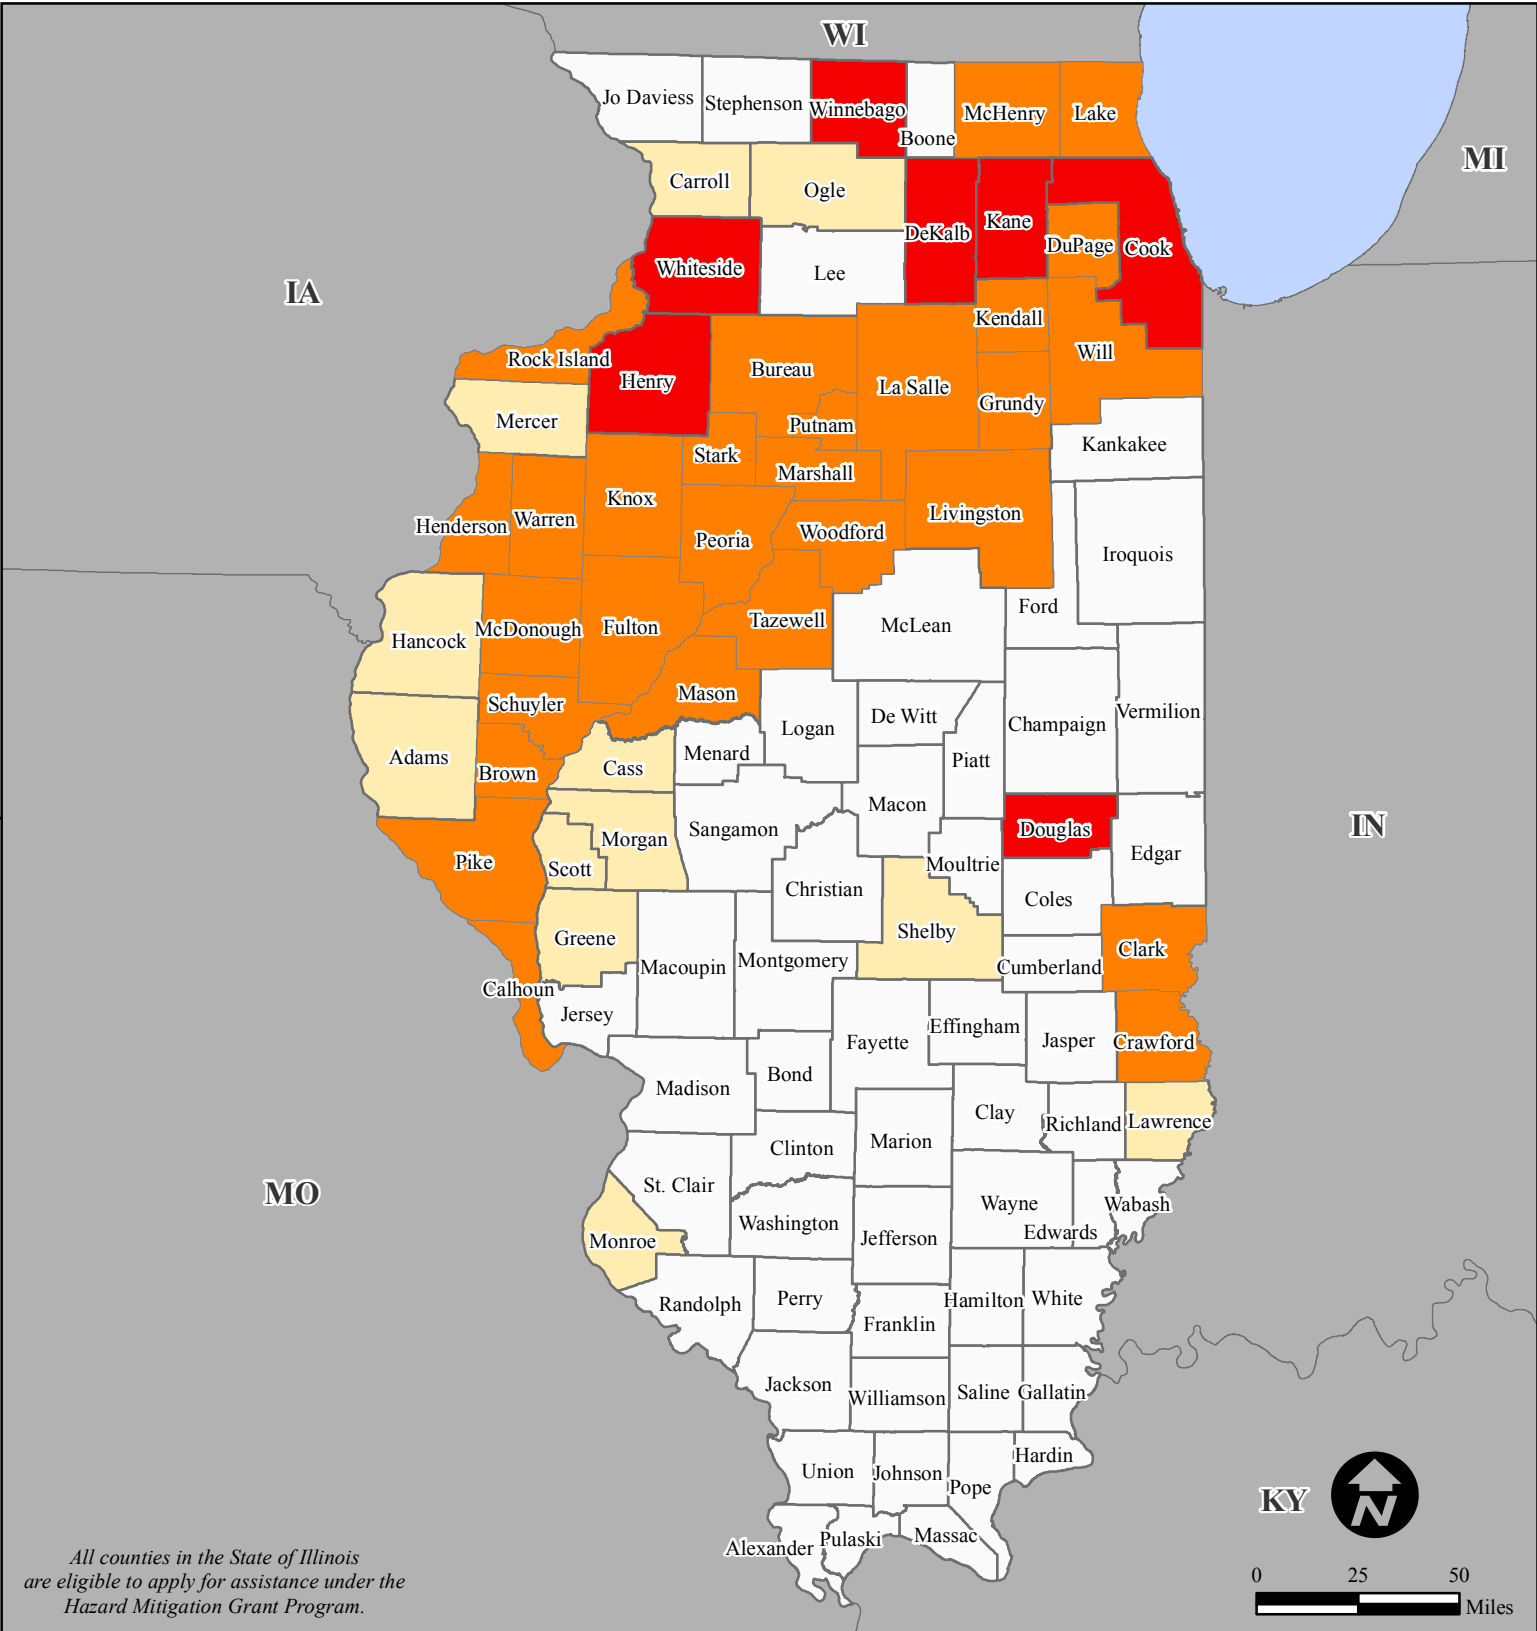 WI
Jo Daviess
Stephenson
Winnebago
Boone
McHenry
Lake
MI
Carroll
Ogle
DeKalb
Kane
DuPage
Cook
Whiteside
Lee
IA
Kendall
Will
Rock Island
Henry
Bureau
La Salle
Grundy
Mercer
Putnam
Kankakee
Stark
Marshall
Knox
Henderson
Warren
Peoria
Woodford
Livingston
Iroquois
Ford
Hancock
McDonough
Fulton
Tazewell
McLean
Schuyler
Mason
Logan
De Witt
Champaign
Vermilion
Adams
Brown
Cass
Menard
Piatt
Macon
IN
Pike
Scott
Morgan
Sangamon
Christian
Moultrie
Douglas
Edgar
Coles
Greene
Shelby
Clark
Calhoun
Jersey
Macoupin
Montgomery
Cumberland
Fayette
Effingham
Jasper
Crawford
Madison
Bond
Clay
Richland
Lawrence
Clinton
Marion
MO
St. Clair
Washington
Wayne
Edwards
Wabash
Monroe
Jefferson
Randolph
Perry
Franklin
Hamilton
White
Jackson
Williamson
Saline
Gallatin
Union
Johnson
Pope
Hardin
KY
N
Alexander
Pulaski
Massac
All counties in the State of Illinois
are eligible to apply for assistance under the
Hazard Mitigation Grant Program.
0 25 50
Miles